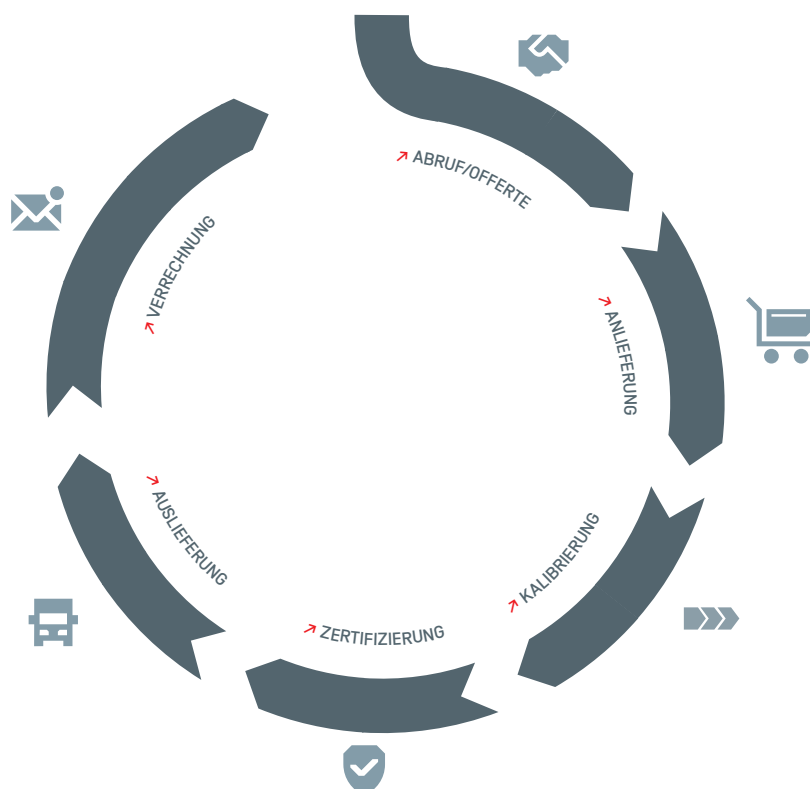 ABRUF/OFFERTE
ANLIEFERUNG
KALIBRIERUNG
ZERTIFIZIERUNG
AUSLIEFERUNG
VERRECHNUNG